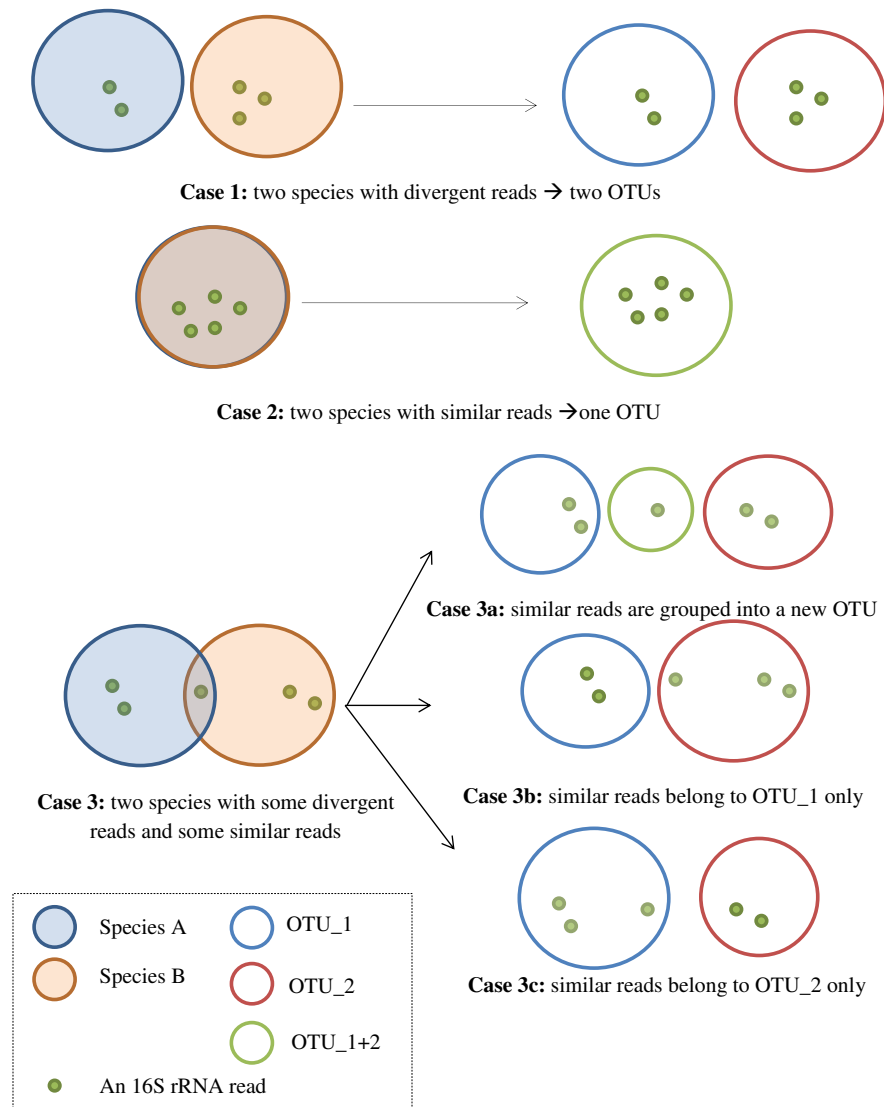 Case 1: two species with divergent reads → two OTUs
Case 2: two species with similar reads →one OTU
Case 3a: similar reads are grouped into a new OTU
Case 3b: similar reads belong to OTU_1 only
Case 3: two species with some divergent
reads and some similar reads
Case 3c: similar reads belong to OTU_2 only
Species A
OTU_1
Species B
OTU_2
OTU_1+2
An 16S rRNA read